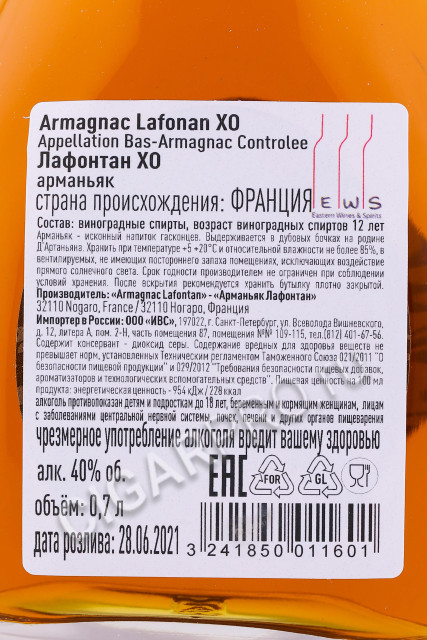 Armagnac Lafonan XO
Appellation Bas-Armagnac Controlee
Лафонтан XO
арманьяк
страна происхождения: ФРАНЦИЯ
EWS
Eastern Wines & Spirits
Состав: виноградные спирты, возраст виноградных спиртов 12 лет
Арманьяк - исконный напиток гасконцев. Выдерживается в дубовых бочках на родине
Д'Артаньяна. Хранить при температуре +5 +20°С и относительной влажности не более 85%, в
вентилируемых, не имеющих постороннего запаха помещениях, исключающих воздействие
прямого солнечного света. Срок годности производителем не ограничен при соблюдении
условий хранения. После вскрытия рекомендуется хранить бутылку плотно закрытой.
Производитель: «Armagnac Lafontan» - «Арманьяк Лафонтан»
32110 Nogaro, France / 32110 Ногаро, Франция
Импортер в России: ООО «ИВС», 197022, г. Санкт-Петербург, ул. Всеволода Вишневского,
д. 12, литера А, пом. 2-Н, часть помещения 87, помещения №№ 109-115, тел.(812) 401-67-56.
Содержит консервант - диоксид серы. Содержание вредных для здоровья веществ не
превышает норм, установленных Техническим регламентом Таможенного Союза 021/2011 "О
безопасности пищевой продукции" и 029/2012 "Требования безопасности пищевых добавок,
ароматизаторов и технологических вспомогательных средств". Пищевая ценность на 100 мл
продукта: энергетическая ценность - 954 кДж / 228 ккал
алкоголь противопоказан детям и подросткам до 18 лет, беременным и кормящим женщинам, лицам
с заболеваниями центральной нервной системы, почек, печени и других органов пищеварения
чрезмерное употребление алкоголя вредит вашему здоровью
алк. 40% об.
EAC
FOR
GL
объём: 0,7 л
дата розлива: 28.06.2021
3 241850 011601